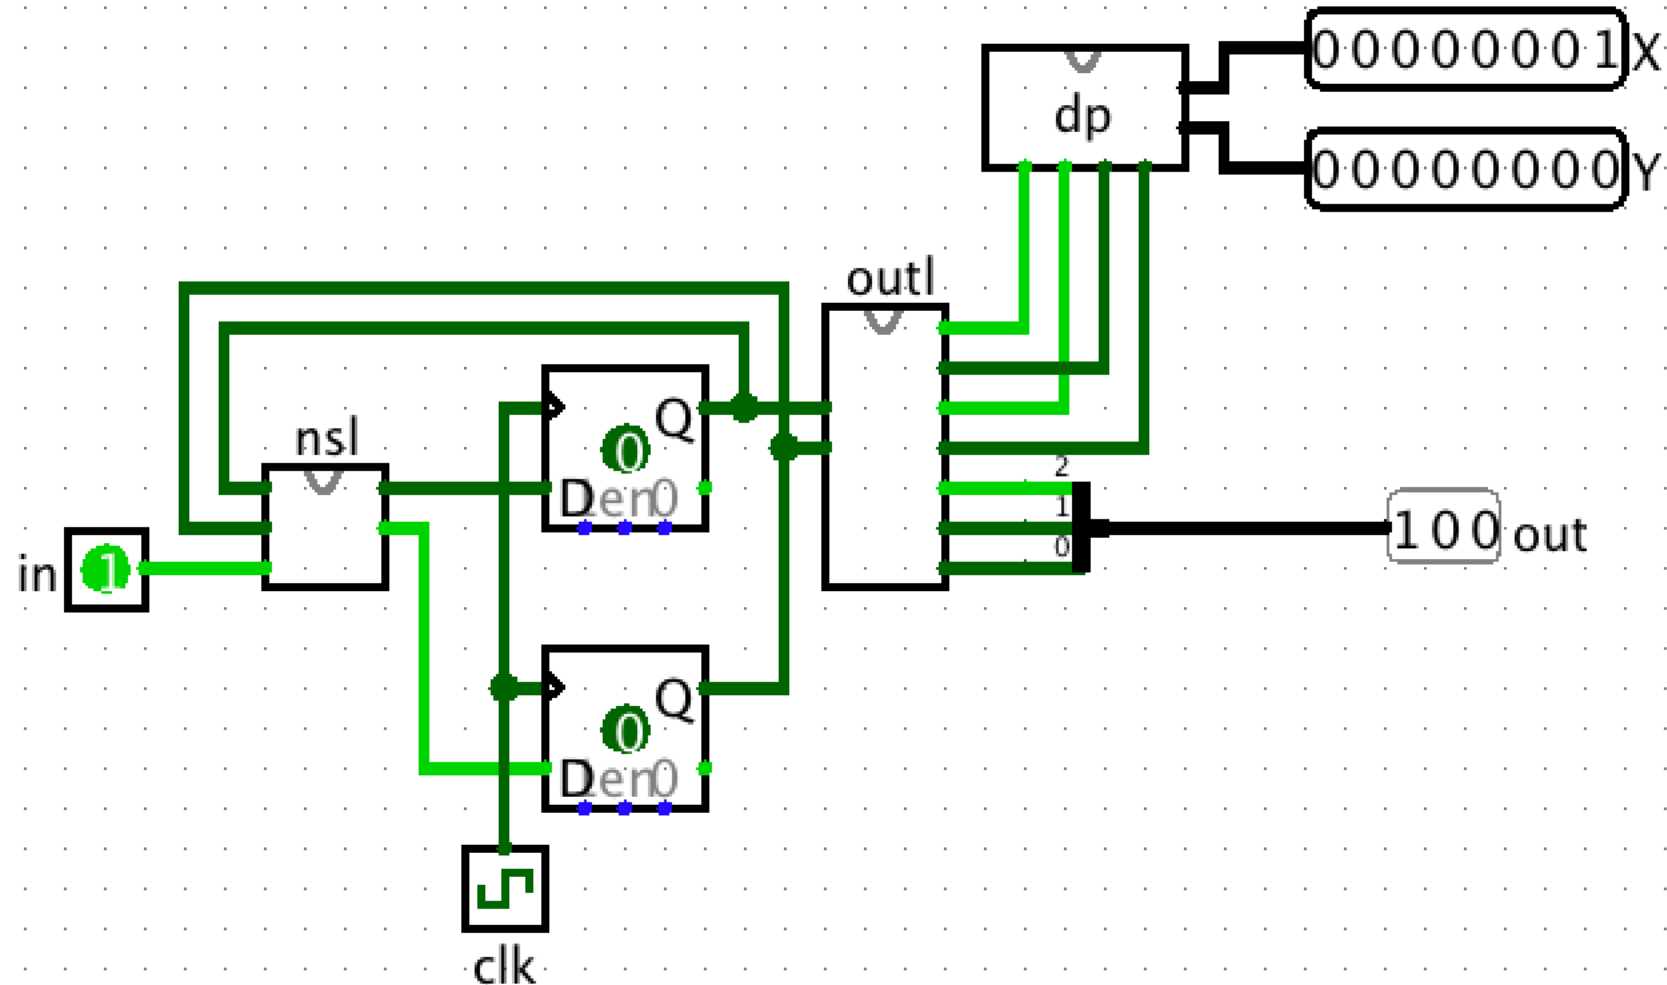 00000001 X
dp
00000000 Y
outl
Q
nsl
0
D en 0
2
1
0
in 1
100 out
Q
0
D en 0
clk